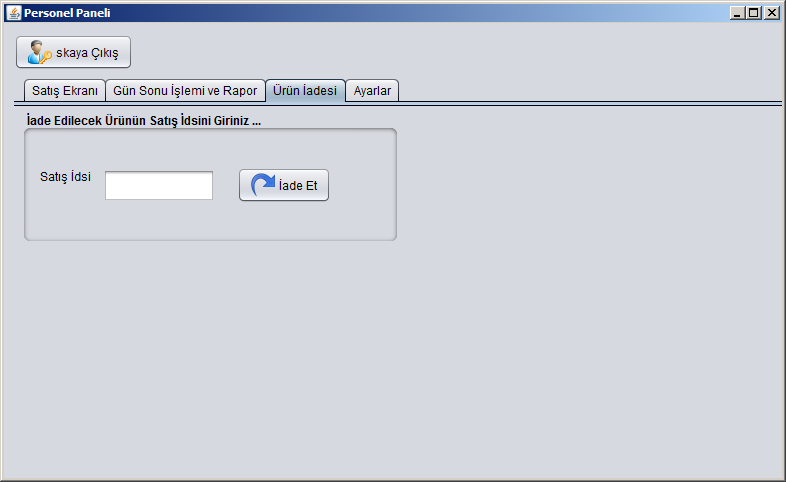 Personel Paneli
skaya Çıkış
Satış Ekranı Gün Sonu İşlemi ve Rapor Ürün İadesi Ayarlar
İade Edilecek Ürünün Satış İdsini Giriniz ...
Satış İdsi İade Et